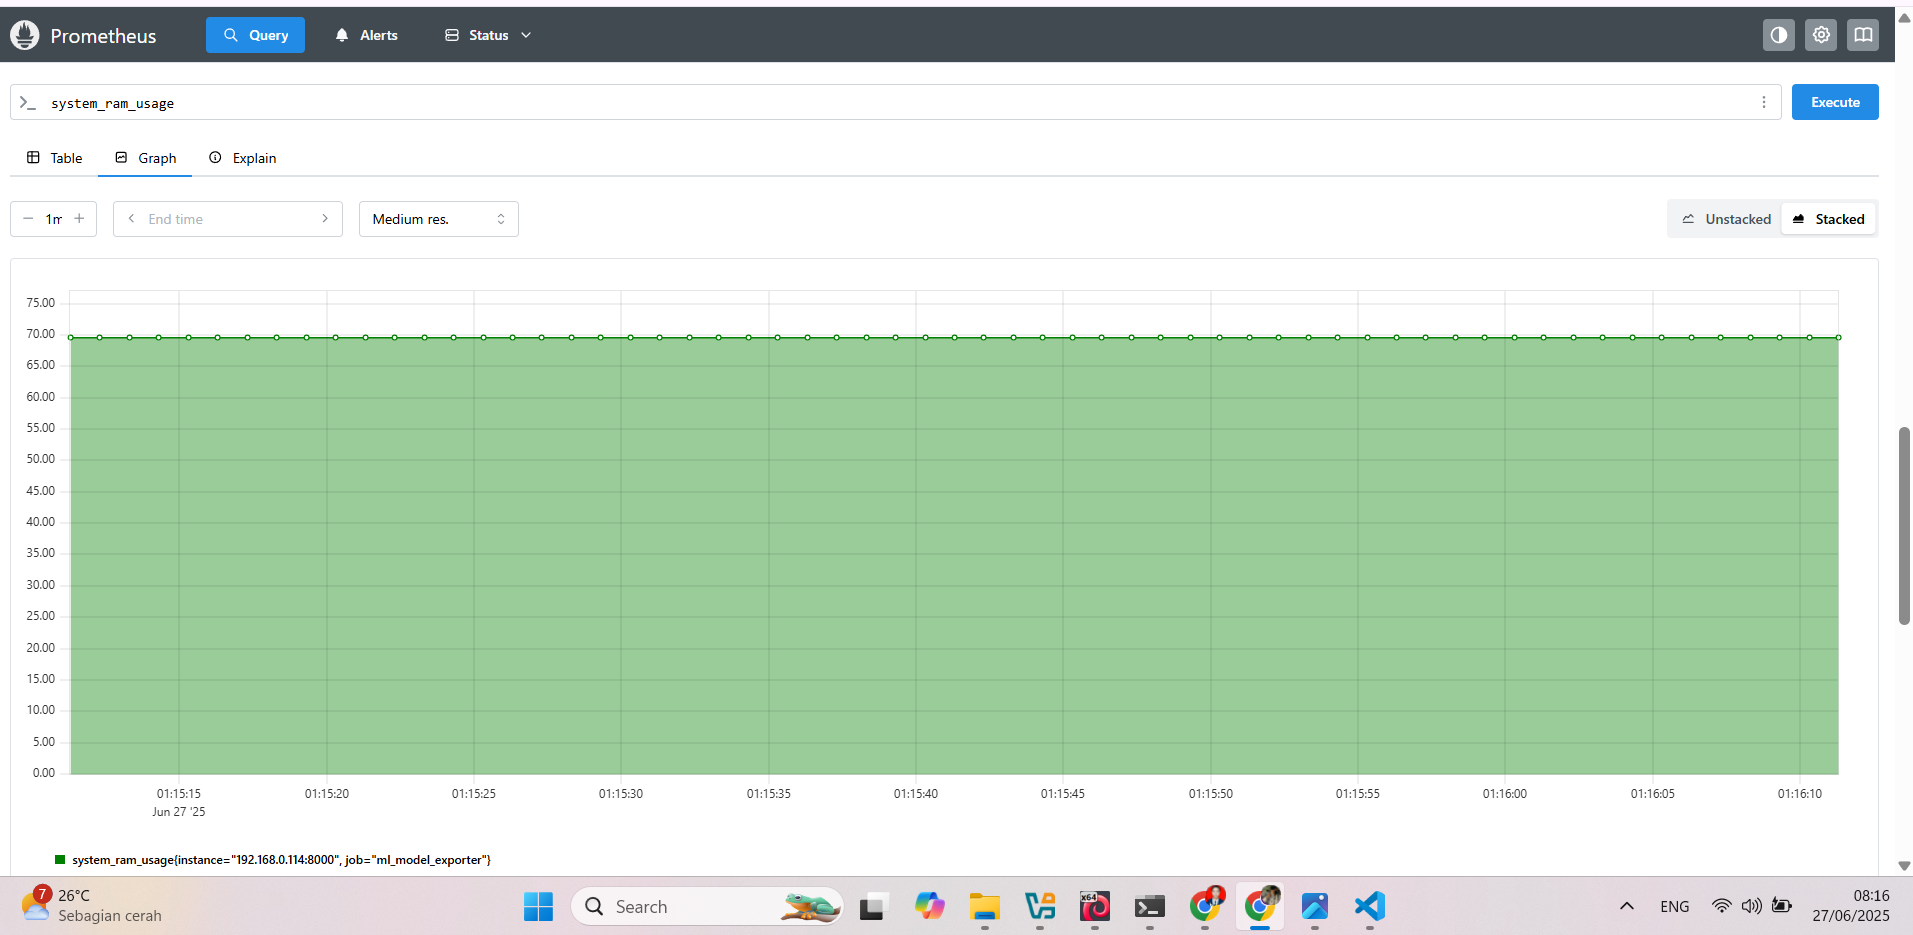 Prometheus
Query
Alerts
Status
system_ram_usage
Execute
Table
Graph
Explain
1m
End time
Medium res.
Unstacked
Stacked
75.00
70.00
65.00
60.00
55.00
50.00
45.00
40.00
35.00
30.00
25.00
20.00
15.00
10.00
5.00
0.00
01:15:15
01:15:20
01:15:25
01:15:30
01:15:35
01:15:40
01:15:45
01:15:50
01:15:55
01:16:00
01:16:05
01:16:10
Jun 27 '25
system_ram_usage{instance="192.168.0.114:8000", job="ml_model_exporter"}
7
26°C
Sebagian cerah
Search
x64
ENG
08:16
27/06/2025